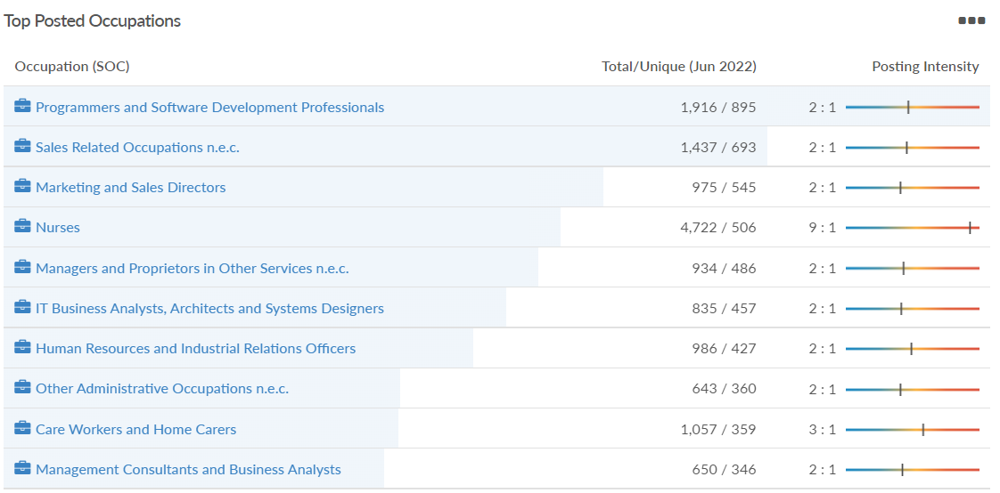 Top Posted Occupations
Occupation (SOC) Total/Unique (Jun 2022) Posting Intensity
Programmers and Software Development Professionals 1,916 / 895 2 : 1
Sales Related Occupations n.e.c. 1,437 / 693 2 : 1
Marketing and Sales Directors 975 / 545 2 : 1
Nurses 4,722 / 506 9 : 1
Managers and Proprietors in Other Services n.e.c. 934 / 486 2 : 1
IT Business Analysts, Architects and Systems Designers 835 / 457 2 : 1
Human Resources and Industrial Relations Officers 986 / 427 2 : 1
Other Administrative Occupations n.e.c. 643 / 360 2 : 1
Care Workers and Home Carers 1,057 / 359 3 : 1
Management Consultants and Business Analysts 650 / 346 2 : 1